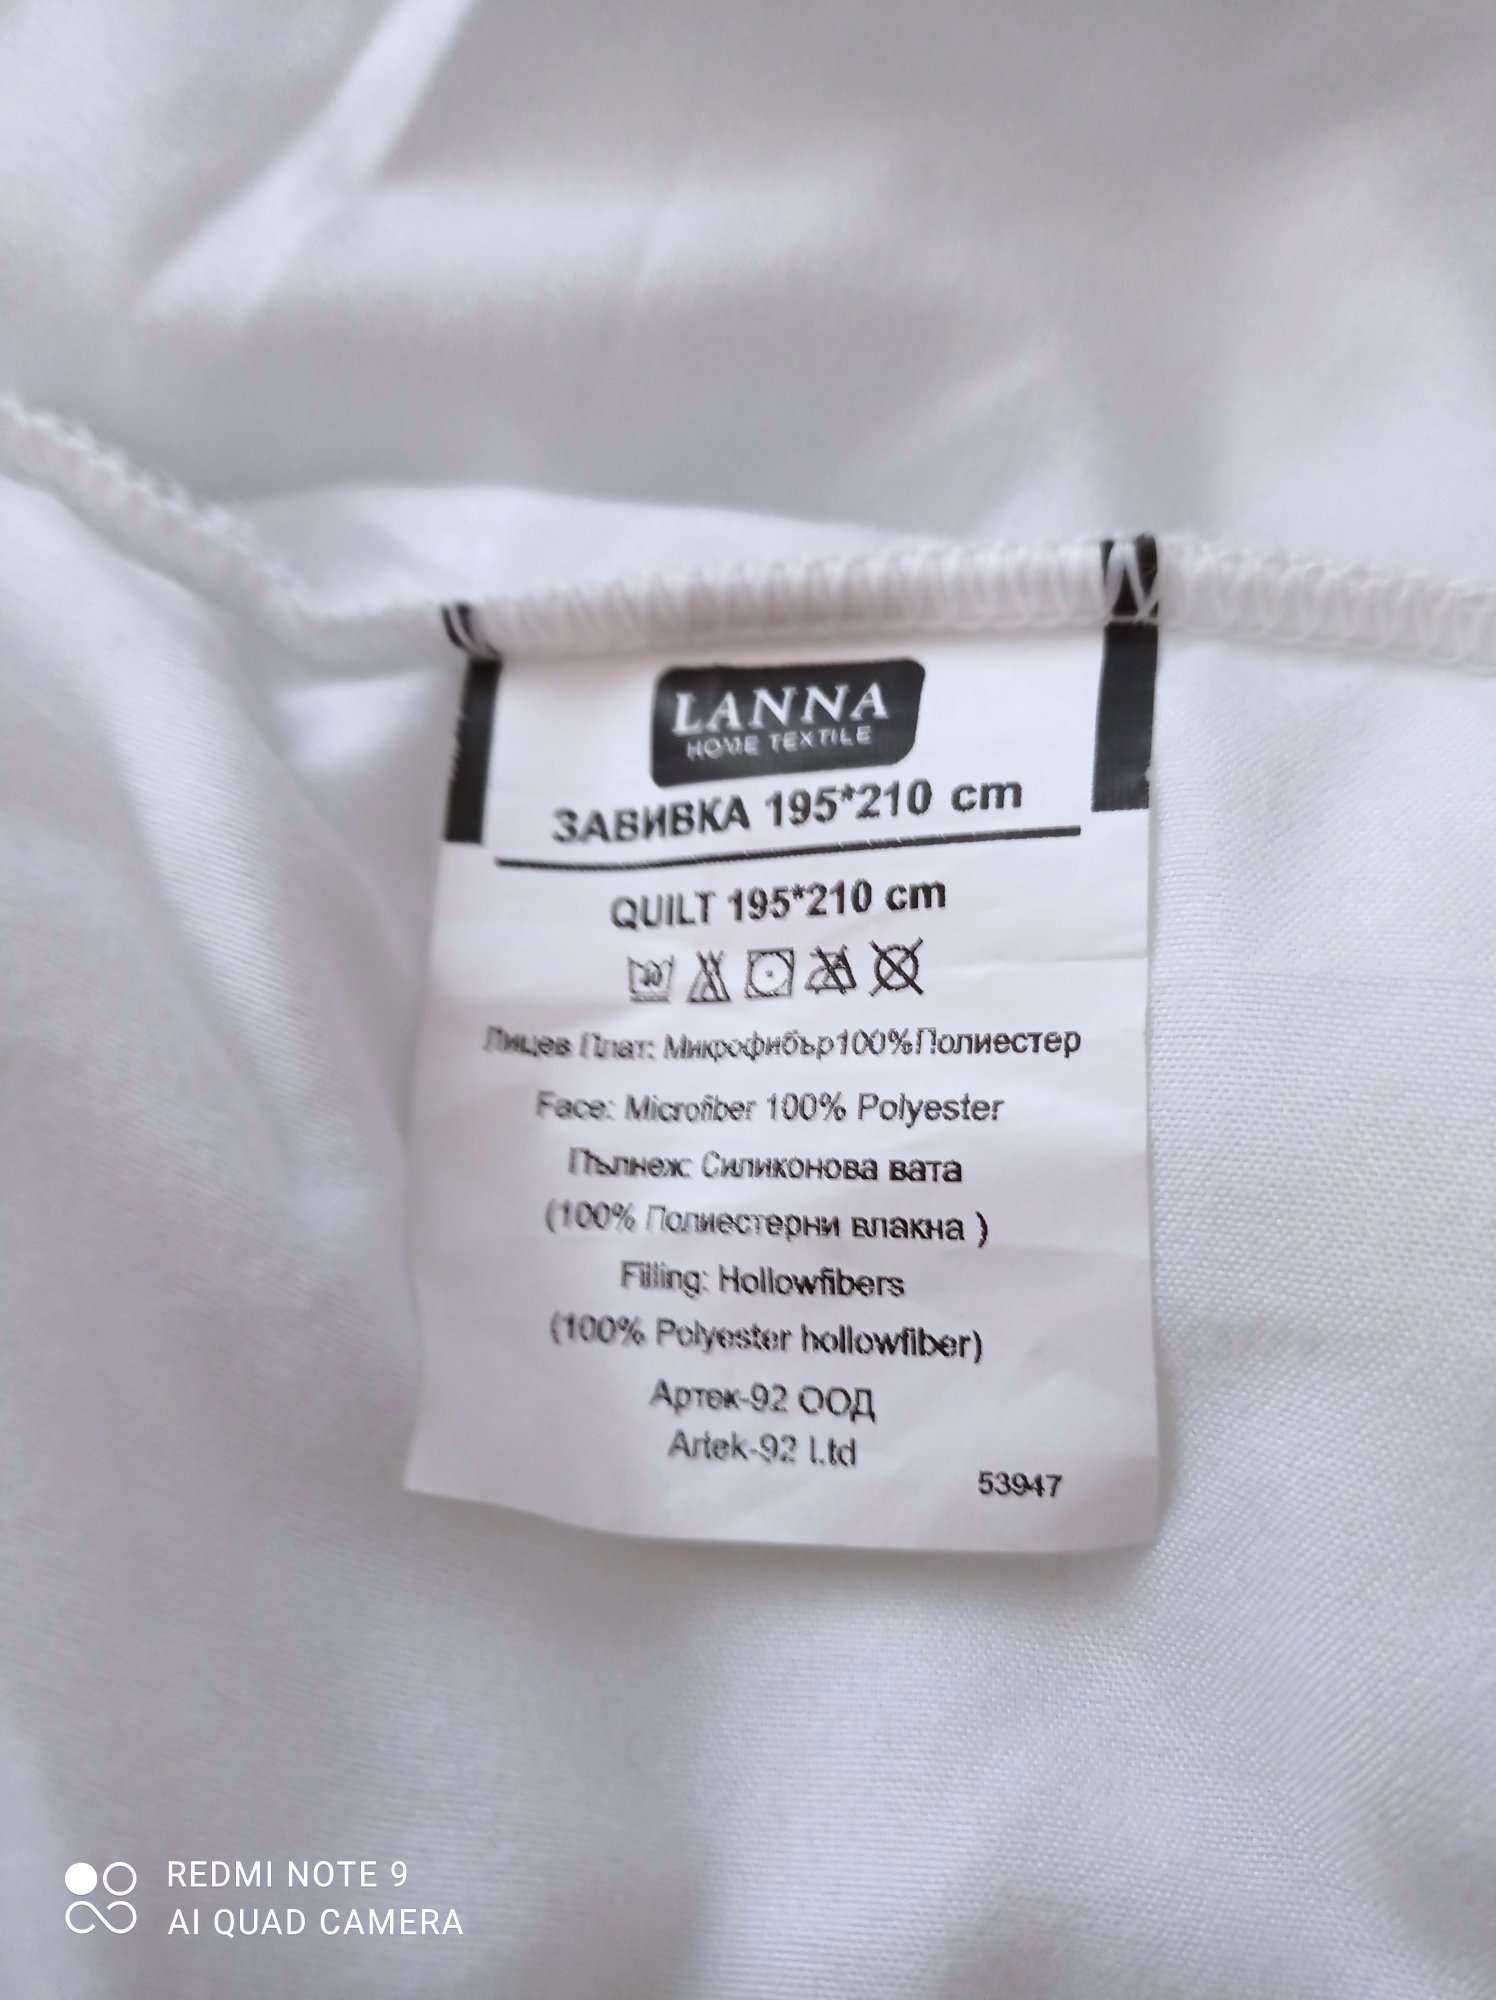 LANNA
HOME TEXTILE
ЗАВИВКА 195*210 cm
QUILT 195*210 cm
Лицев Плат: Микрофибър100%Полиестер
Face: Microfiber 100% Polyester
Пълнеж: Силиконова вата
(100% Полиестерни влакна )
Filling: Hollowfibers
(100% Polyester hollowfiber)
Артек-92 ООД
Artek-92 Ltd
53947
REDMI NOTE 9
AI QUAD CAMERA